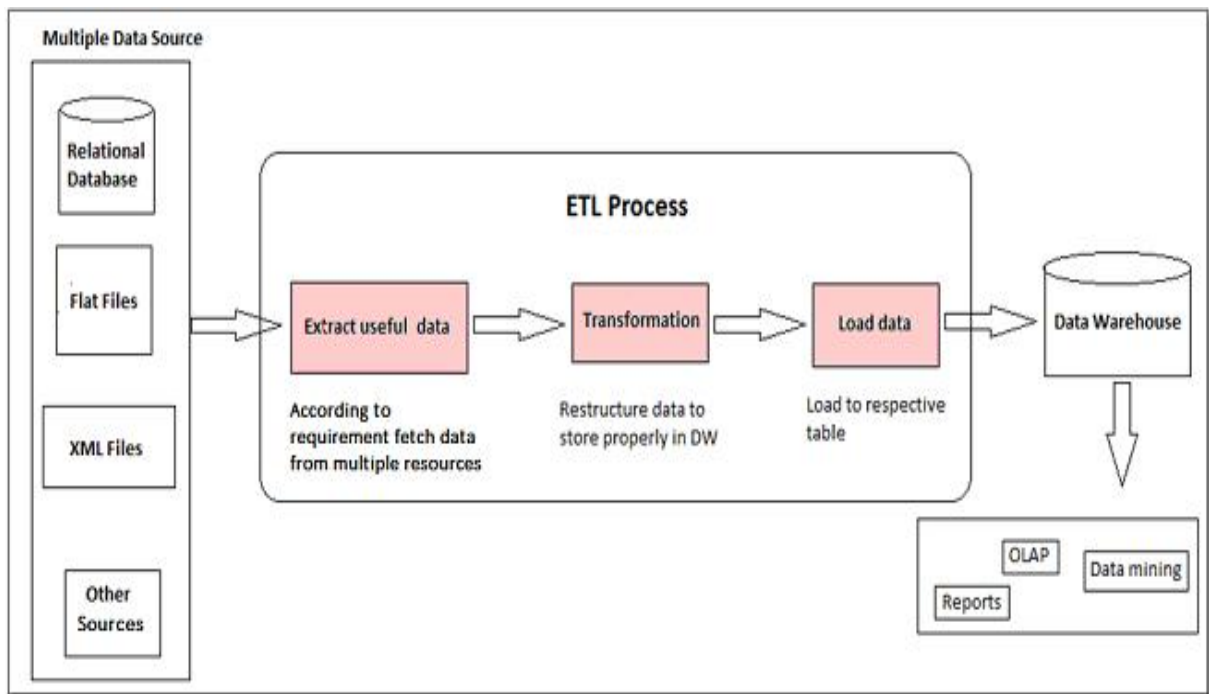 Multiple Data Source
Relational
Database
Flat Files
XML Files
Other
Sources
ETL Process
Extract useful data
According to
requirement fetch data
from multiple resources
Transformation
Restructure data to
store properly in DW
Load data
Load to respective
table
Data Warehouse
OLAP
Data mining
Reports